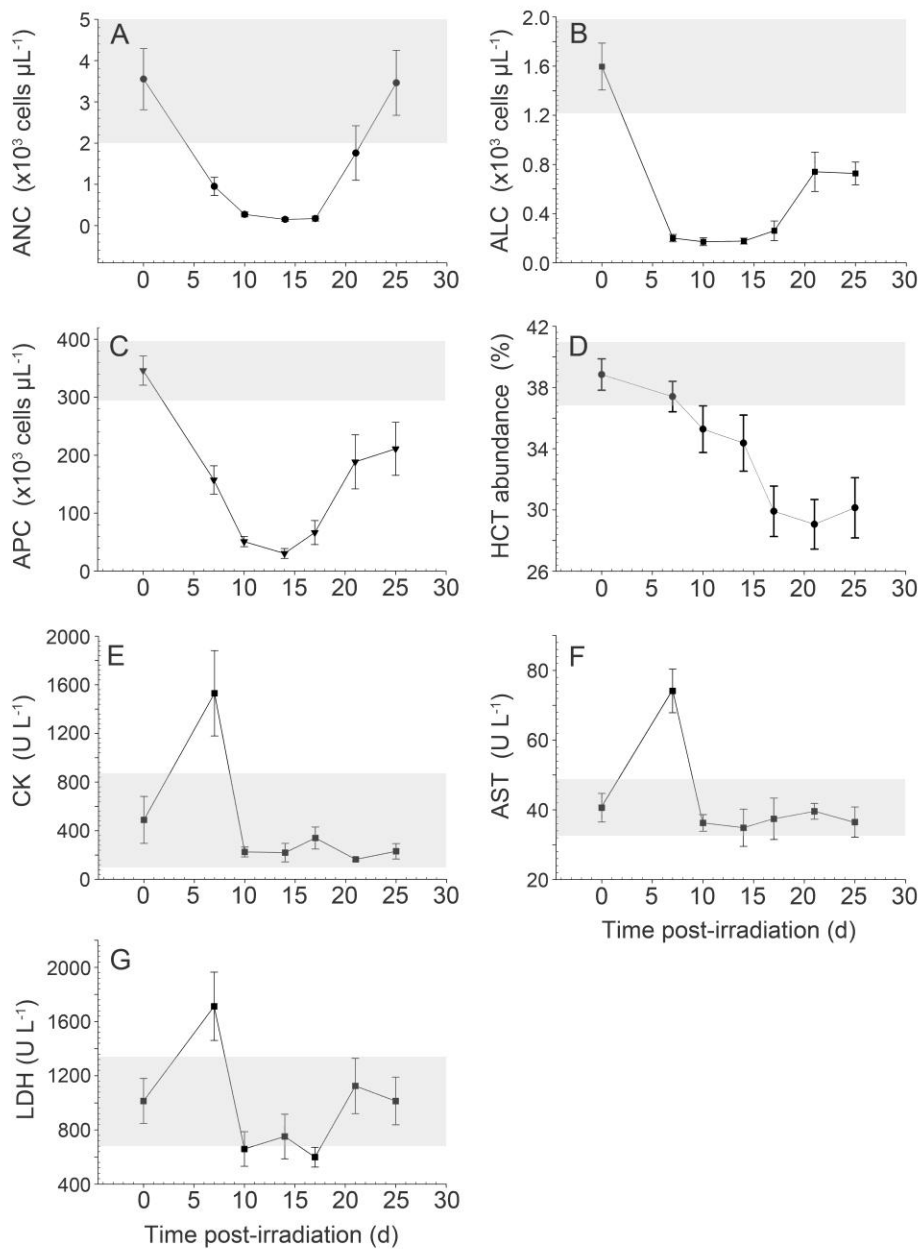 A
ANC (x10³ cells µL⁻¹)
5
4
3
2
1
0
0 5 10 15 20 25 30
B
ALC (x10³ cells µL⁻¹)
2.0
1.6
1.2
0.8
0.4
0.0
0 5 10 15 20 25 30
C
APC (x10³ cells µL⁻¹)
400
300
200
100
0
0 5 10 15 20 25 30
D
HCT abundance (%)
42
38
34
30
26
0 5 10 15 20 25 30
E
CK (U L⁻¹)
2000
1600
1200
800
400
0
0 5 10 15 20 25 30
F
AST (U L⁻¹)
80
60
40
20
0 5 10 15 20 25 30
Time post-irradiation (d)
G
LDH (U L⁻¹)
2000
1600
1200
800
400
0 5 10 15 20 25 30
Time post-irradiation (d)